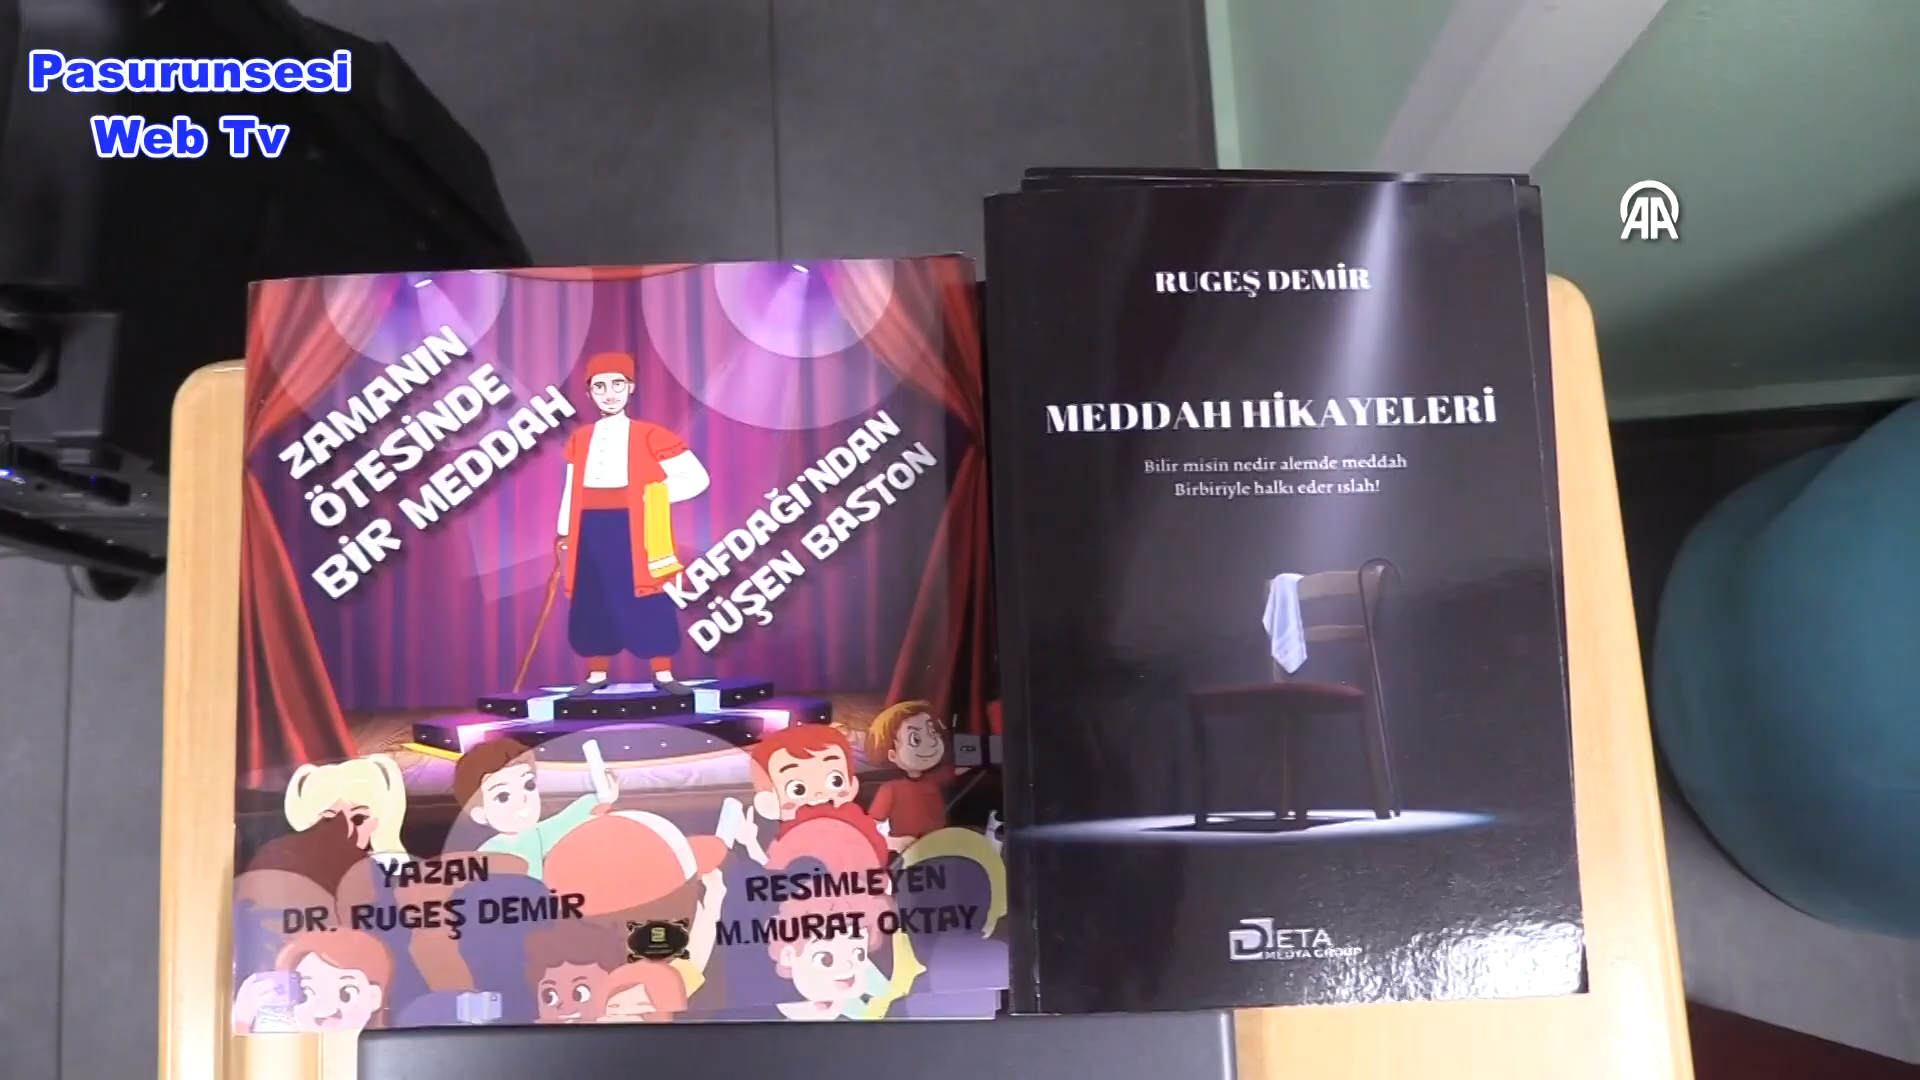 Pasurunsesi
Web Tv
AA
ZAMANIN
ÖTESİNDE
BİR MEDDAH
KAFDAĞI'NDAN
DÜŞEN BASTON
YAZAN
DR. RUGEŞ DEMİR
RESİMLEYEN
M.MURAT OKTAY
RUGEŞ DEMİR
MEDDAH HİKAYELERİ
Bilir misin nedir alemde meddah
Birbiriyle halkı eder ıslah!
DETA
MEDYA GROUP